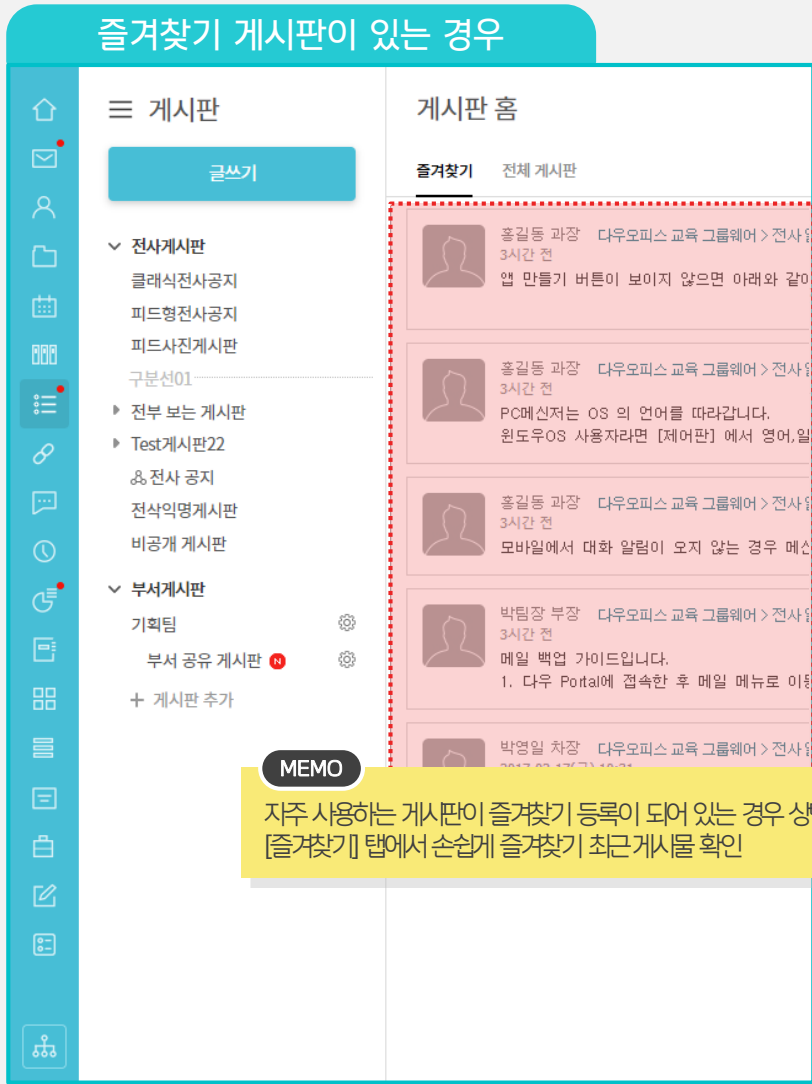 즐겨찾기 게시판이 있는 경우
게시판
글쓰기
전사게시판
클래식전사공지
피드형전사공지
피드사진게시판
구분선01
전부 보는 게시판
Test게시판22
전사 공지
전삭익명게시판
비공개 게시판
부서게시판
기획팀
부서 공유 게시판 N
+ 게시판 추가
게시판 홈
즐겨찾기 전체 게시판
홍길동 과장 다우오피스 교육 그룹웨어 > 전사
3시간 전
앱 만들기 버튼이 보이지 않으면 아래와 같이
홍길동 과장 다우오피스 교육 그룹웨어 > 전사
3시간 전
PC메신저는 OS 의 언어를 따라갑니다.
윈도우OS 사용자라면 [제어판] 에서 영어,일
홍길동 과장 다우오피스 교육 그룹웨어 > 전사
3시간 전
모바일에서 대화 알림이 오지 않는 경우 메신
박팀장 부장 다우오피스 교육 그룹웨어 > 전사
3시간 전
메일 백업 가이드입니다.
1. 다우 Portal에 접속한 후 메일 메뉴로 이동
박영일 차장 다우오피스 교육 그룹웨어 > 전사
MEMO
자주 사용하는 게시판이 즐겨찾기 등록이 되어 있는 경우
[즐겨찾기] 탭에서 손쉽게 즐겨찾기 최근 게시물 확인